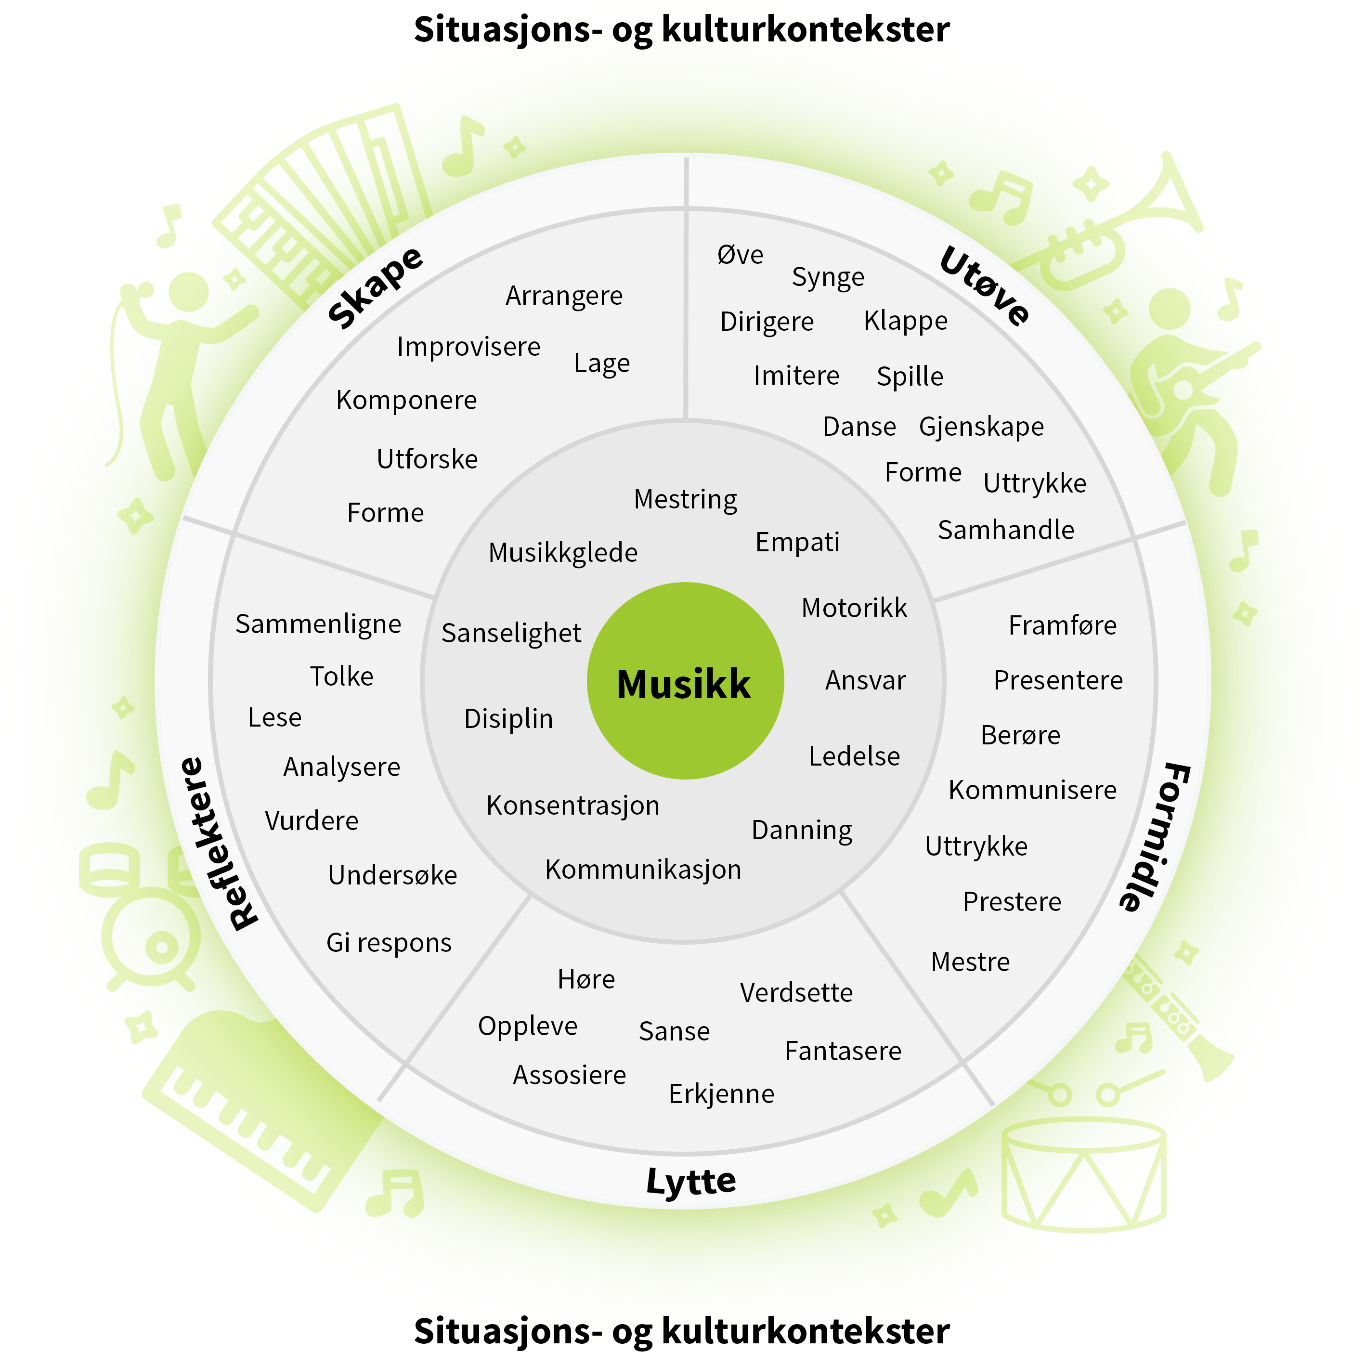 Situasjons- og kulturkontekster
Skape
Arrangere
Improvisere
Lage
Komponere
Utforske
Forme
Utøve
Øve
Synge
Dirigere
Klappe
Imitere
Spille
Danse
Gjenskape
Forme
Uttrykke
Samhandle
Formidle
Framføre
Presentere
Berøre
Kommunisere
Uttrykke
Prestere
Mestre
Lytte
Høre
Verdsette
Oppleve
Sanse
Fantasere
Assosiere
Erkjenne
Reflektere
Sammenligne
Tolke
Lese
Analysere
Vurdere
Undersøke
Gi respons
Mestring
Empati
Musikkglede
Motorikk
Sanselighet
Ansvar
Disiplin
Ledelse
Konsentrasjon
Danning
Kommunikasjon
Musikk
Situasjons- og kulturkontekster